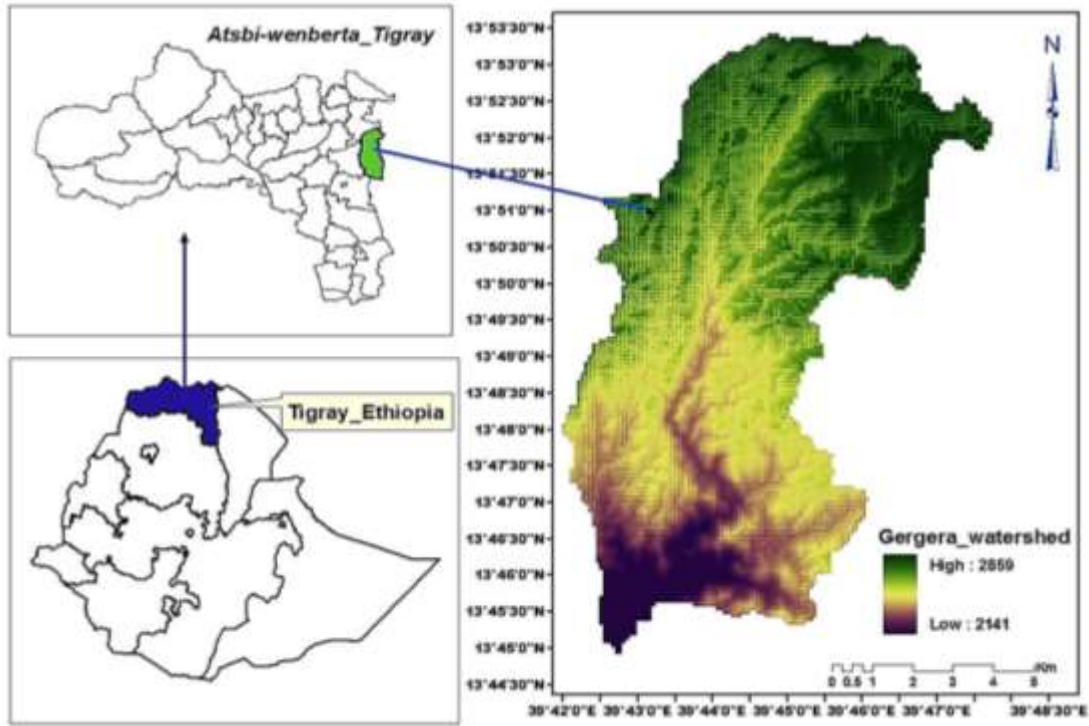 Atsbi-wenberta_Tigray
Tigray_Ethiopia
13°53'30"N
13°53'0"N
13°52'30"N
13°52'0"N
13°51'30"N
13°51'0"N
13°50'30"N
13°50'0"N
13°49'30"N
13°49'0"N
13°48'30"N
13°48'0"N
13°47'30"N
13°47'0"N
13°46'30"N
13°46'0"N
13°45'30"N
13°45'0"N
13°44'30"N
N
Gergera_watershed
High : 2859
Low : 2141
Km
0 0.5 1 2 3 4 5
39°42'0"E 39°43'0"E 39°44'0"E 39°45'0"E 39°46'0"E 39°47'0"E 39°48'30"E